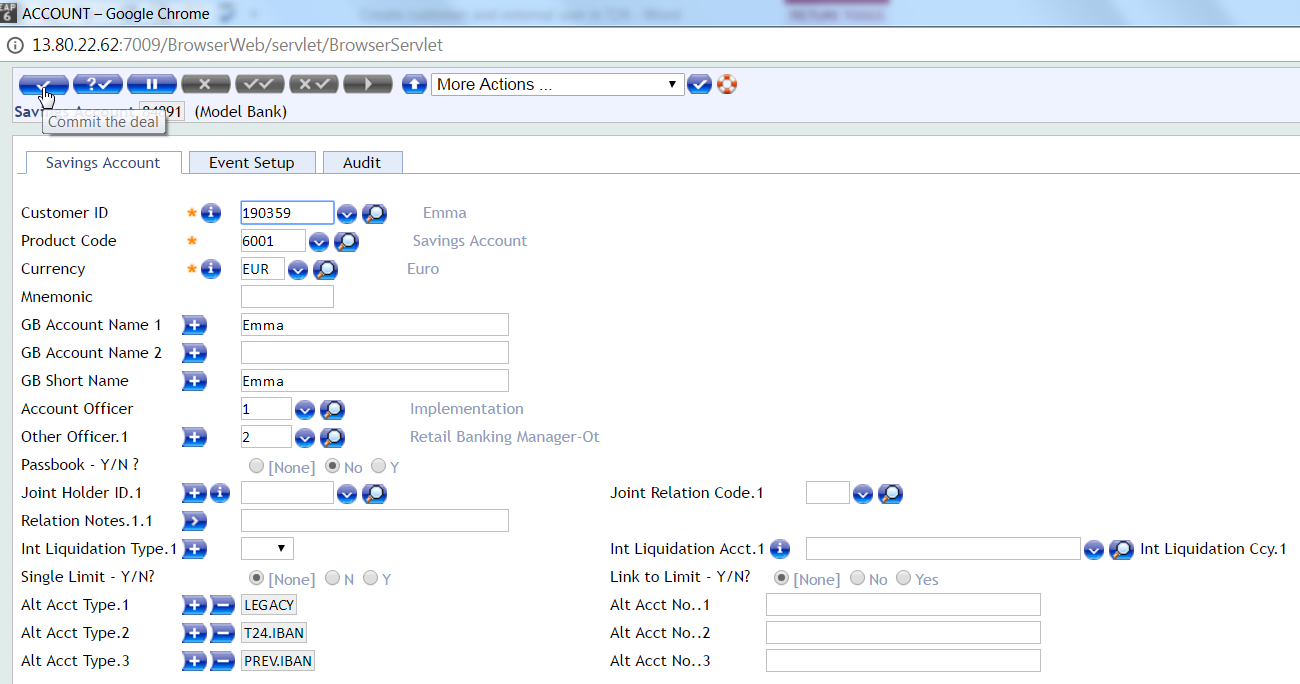 ACCOUNT – Google Chrome
13.80.22.62:7009/BrowserWeb/servlet/BrowserServlet
More Actions ...
(Model Bank)
Commit the deal
Savings Account Event Setup Audit
Customer ID * 190359 Emma
Product Code * 6001 Savings Account
Currency * EUR Euro
Mnemonic
GB Account Name 1 Emma
GB Account Name 2
GB Short Name Emma
Account Officer 1 Implementation
Other Officer.1 2 Retail Banking Manager-Ot
Passbook - Y/N ? [None] No Y
Joint Holder ID.1 Joint Relation Code.1
Relation Notes.1.1
Int Liquidation Type.1 Int Liquidation Acct.1 Int Liquidation Ccy.1
Single Limit - Y/N? [None] N Y Link to Limit - Y/N? [None] No Yes
Alt Acct Type.1 LEGACY Alt Acct No..1
Alt Acct Type.2 T24.IBAN Alt Acct No..2
Alt Acct Type.3 PREV.IBAN Alt Acct No..3